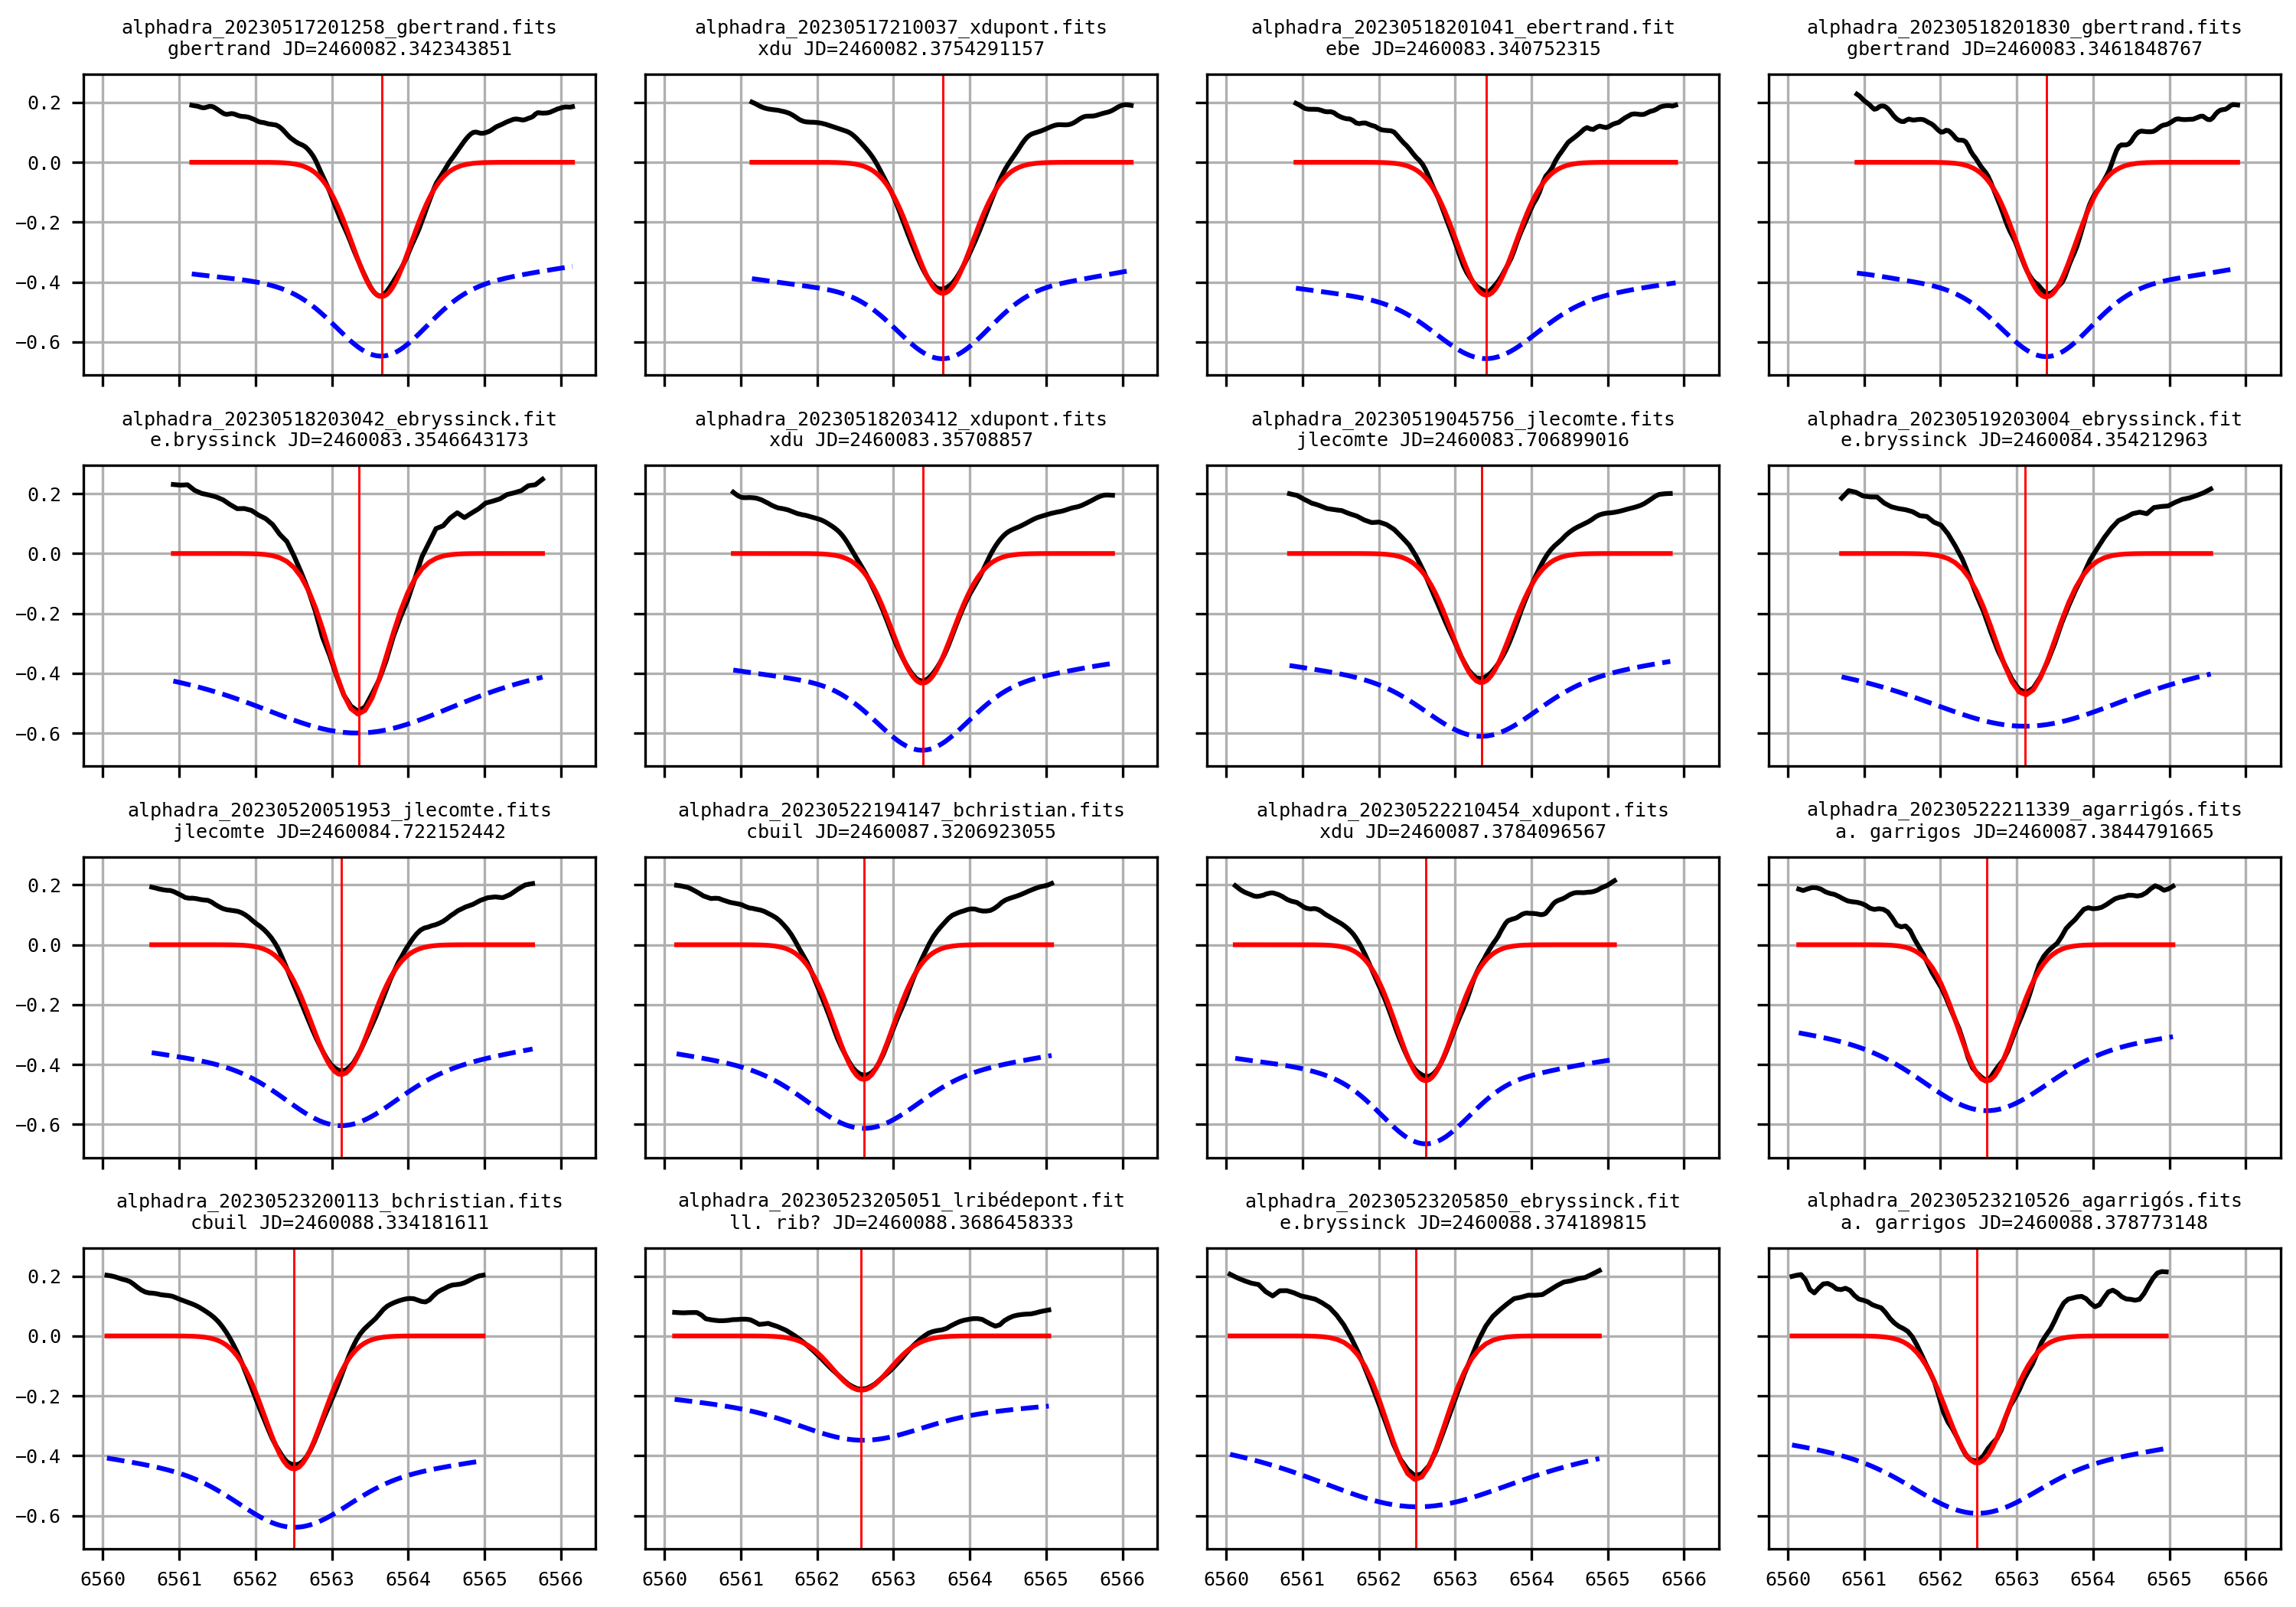 alphadra_20230517201258_gbertrand.fits
gbertrand JD=2460082.342343851
alphadra_20230517210037_xdupont.fits
xdu JD=2460082.3754291157
alphadra_20230518201041_ebertrand.fit
ebe JD=2460083.340752315
alphadra_20230518201830_gbertrand.fits
gbertrand JD=2460083.3461848767
0.2
0.0
−0.2
−0.4
−0.6
alphadra_20230518203042_ebryssinck.fit
e.bryssinck JD=2460083.3546643173
alphadra_20230518203412_xdupont.fits
xdu JD=2460083.35708857
alphadra_20230519045756_jlecomte.fits
jlecomte JD=2460083.706899016
alphadra_20230519203004_ebryssinck.fit
e.bryssinck JD=2460084.354212963
0.2
0.0
−0.2
−0.4
−0.6
alphadra_20230520051953_jlecomte.fits
jlecomte JD=2460084.722152442
alphadra_20230522194147_bchristian.fits
cbuil JD=2460087.3206923055
alphadra_20230522210454_xdupont.fits
xdu JD=2460087.3784096567
alphadra_20230522211339_agarrigós.fits
a. garrigos JD=2460087.3844791665
0.2
0.0
−0.2
−0.4
−0.6
alphadra_20230523200113_bchristian.fits
cbuil JD=2460088.334181611
alphadra_20230523205051_lribédepont.fit
ll. rib? JD=2460088.3686458333
alphadra_20230523205850_ebryssinck.fit
e.bryssinck JD=2460088.374189815
alphadra_20230523210526_agarrigós.fits
a. garrigos JD=2460088.378773148
0.2
0.0
−0.2
−0.4
−0.6
6560 6561 6562 6563 6564 6565 6566
6560 6561 6562 6563 6564 6565 6566
6560 6561 6562 6563 6564 6565 6566
6560 6561 6562 6563 6564 6565 6566